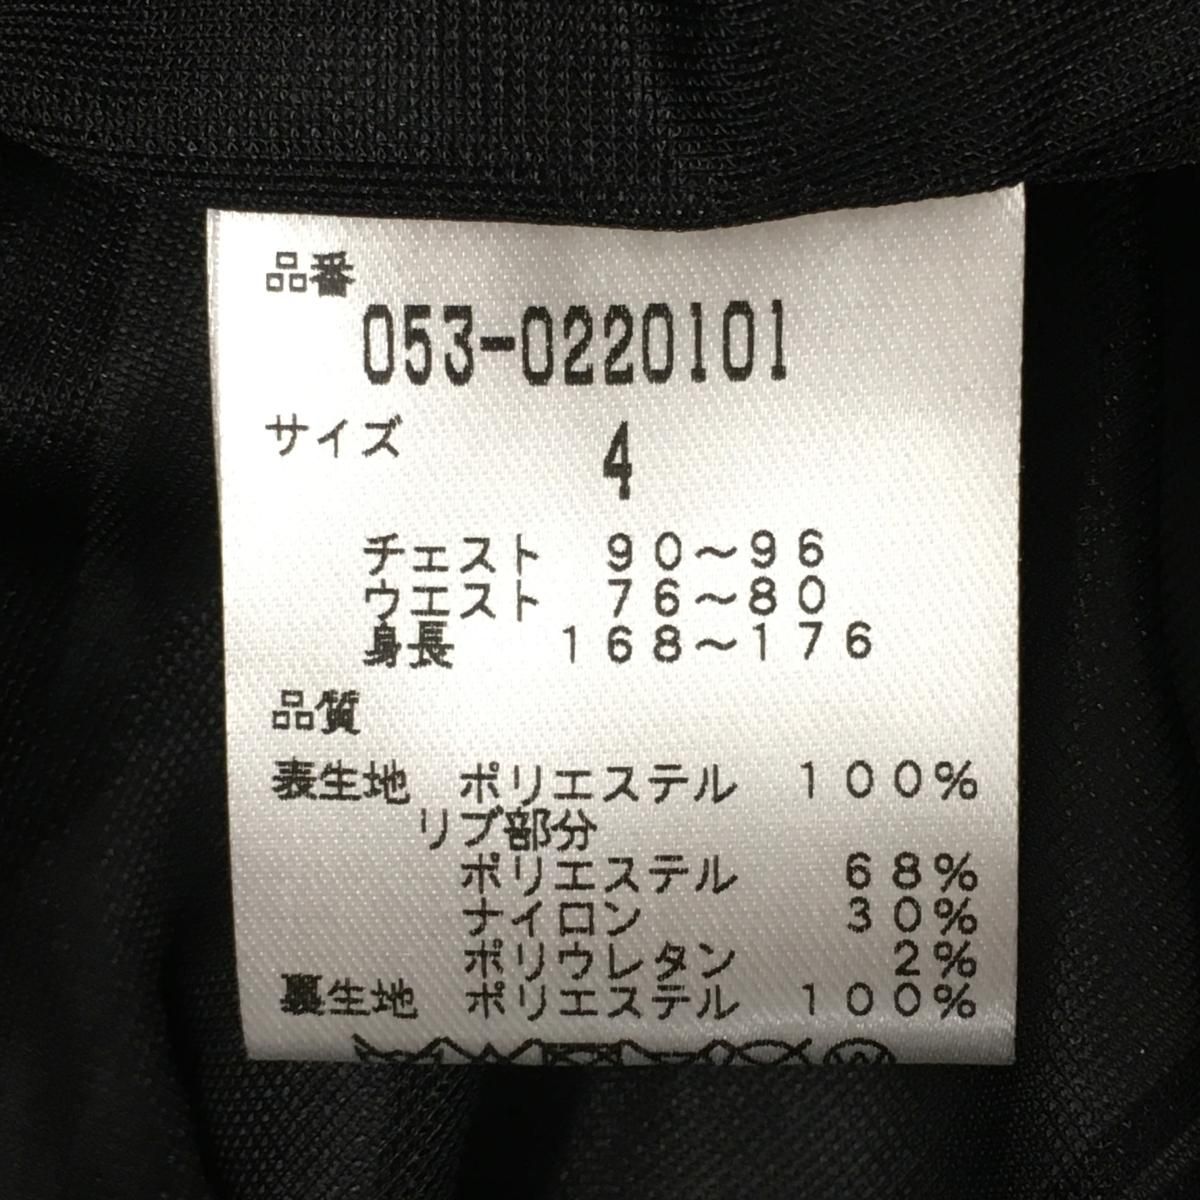 品番
053-0220101
サイズ 4
チェスト 90～96
ウエスト 76～80
身長 168～176
品質
表生地 ポリエステル 100%
リブ部分
ポリエステル 68%
ナイロン 30%
ポリウレタン 2%
裏生地 ポリエステル 100%